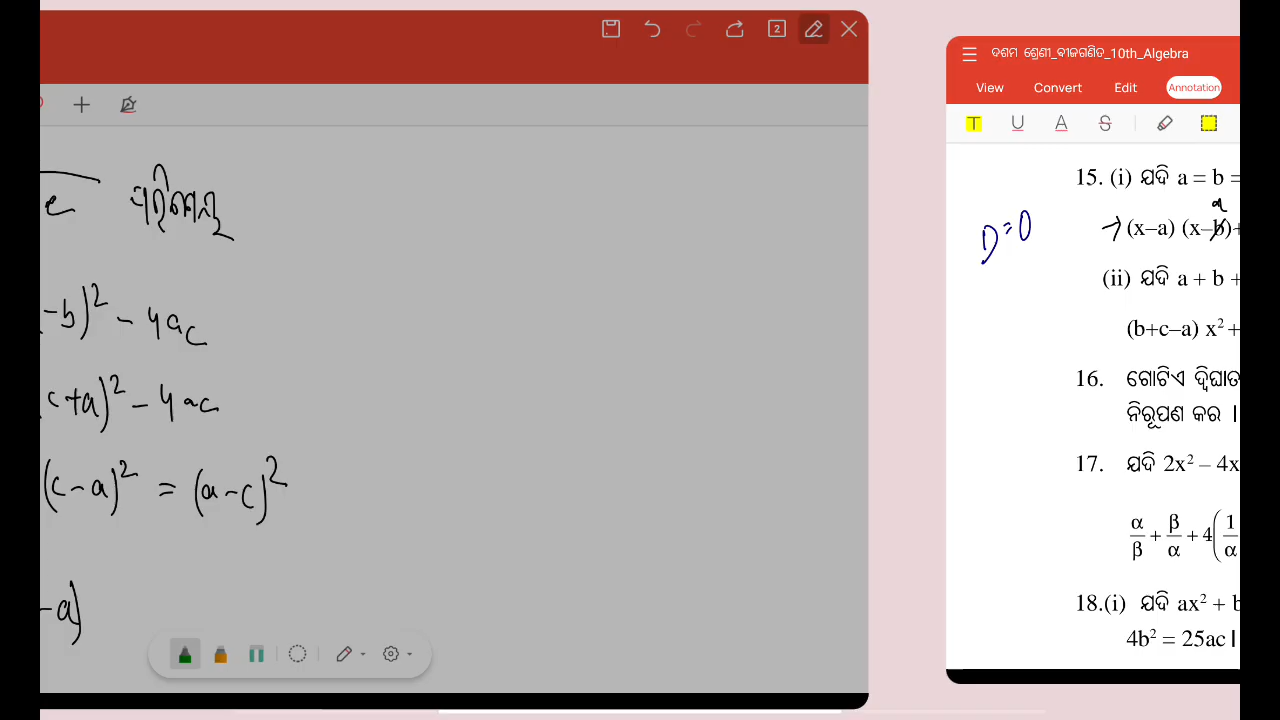 2
e ପରିମେୟ
-b)² - 4ac
c+a)² - 4ac
(c-a)² = (a-c)²
-a)
ଦଶମ ଶ୍ରେଣୀ_ବୀଜଗଣିତ_10th_Algebra
View Convert Edit Annotation
T U A S
15. (i) ଯଦି a = b =
a
D=0 → (x–a) (x–b)+
(ii) ଯଦି a + b +
(b+c–a) x² +
16. ଗୋଟିଏ ଦ୍ଵିଘାତ
ନିରୂପଣ କର ।
17. ଯଦି 2x² – 4x
α/β + β/α + 4(1/α
18.(i) ଯଦି ax² + b
4b² = 25ac।